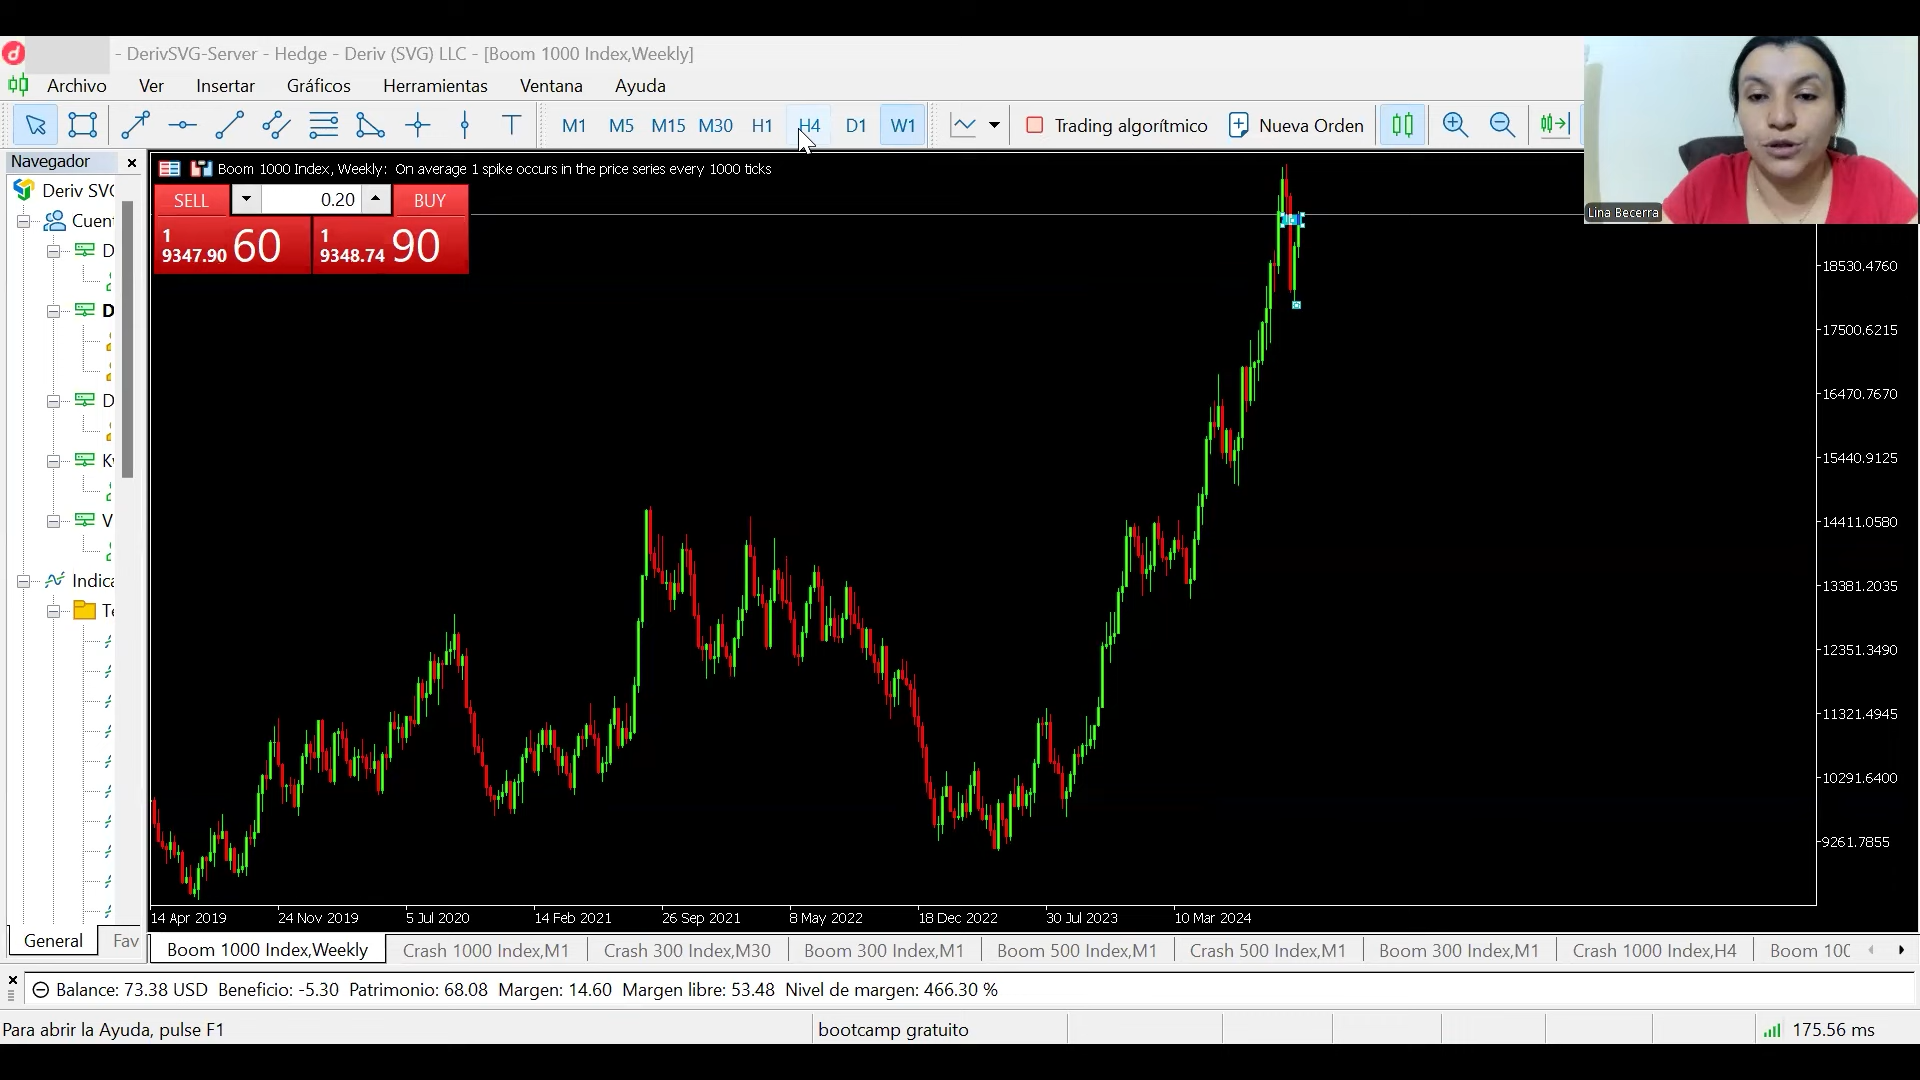 - DerivSVG-Server - Hedge - Deriv (SVG) LLC - [Boom 1000 Index,Weekly]
Archivo Ver Insertar Gráficos Herramientas Ventana Ayuda
T M1 M5 M15 M30 H1 H4 D1 W1 Trading algorítmico Nueva Orden
Lina Becerra
Navegador
Deriv SV
Cuen
D
D
D
K
V
Indic
T
General Fav
Boom 1000 Index, Weekly: On average 1 spike occurs in the price series every 1000 ticks
SELL 0.20 BUY
1 9347.90 60 1 9348.74 90
18530.4760
17500.6215
16470.7670
15440.9125
14411.0580
13381.2035
12351.3490
11321.4945
10291.6400
9261.7855
14 Apr 2019 24 Nov 2019 5 Jul 2020 14 Feb 2021 26 Sep 2021 8 May 2022 18 Dec 2022 30 Jul 2023 10 Mar 2024
Boom 1000 Index,Weekly Crash 1000 Index,M1 Crash 300 Index,M30 Boom 300 Index,M1 Boom 500 Index,M1 Crash 500 Index,M1 Boom 300 Index,M1 Crash 1000 Index,H4 Boom 100
Balance: 73.38 USD Beneficio: -5.30 Patrimonio: 68.08 Margen: 14.60 Margen libre: 53.48 Nivel de margen: 466.30 %
Para abrir la Ayuda, pulse F1 bootcamp gratuito 175.56 ms